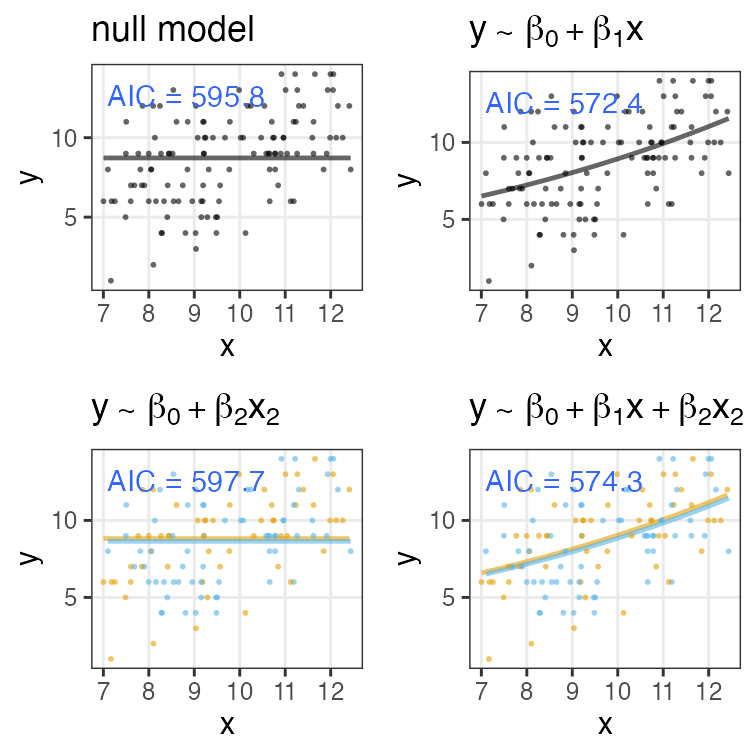 null model
AIC = 595.8
10
5
y
7 8 9 10 11 12
x
y ~ β₀ + β₁x
AIC = 572.4
10
5
y
7 8 9 10 11 12
x
y ~ β₀ + β₂x₂
AIC = 597.7
10
5
y
7 8 9 10 11 12
x
y ~ β₀ + β₁x + β₂x₂
AIC = 574.3
10
5
y
7 8 9 10 11 12
x